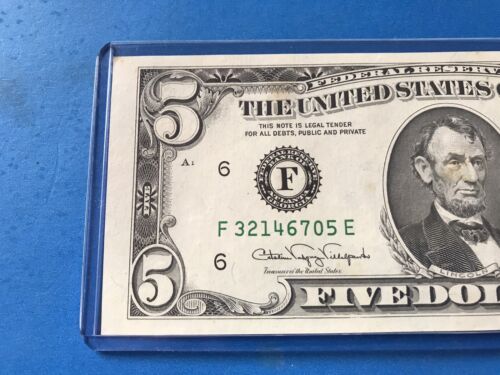 FEDERAL RESERVE
5
THE UNITED STATES O
THIS NOTE IS LEGAL TENDER
FOR ALL DEBTS, PUBLIC AND PRIVATE
A1
6
F
FIVE
F 32146705 E
6
Treasurer of the United States.
LINCOLN
5
FIVE DOL